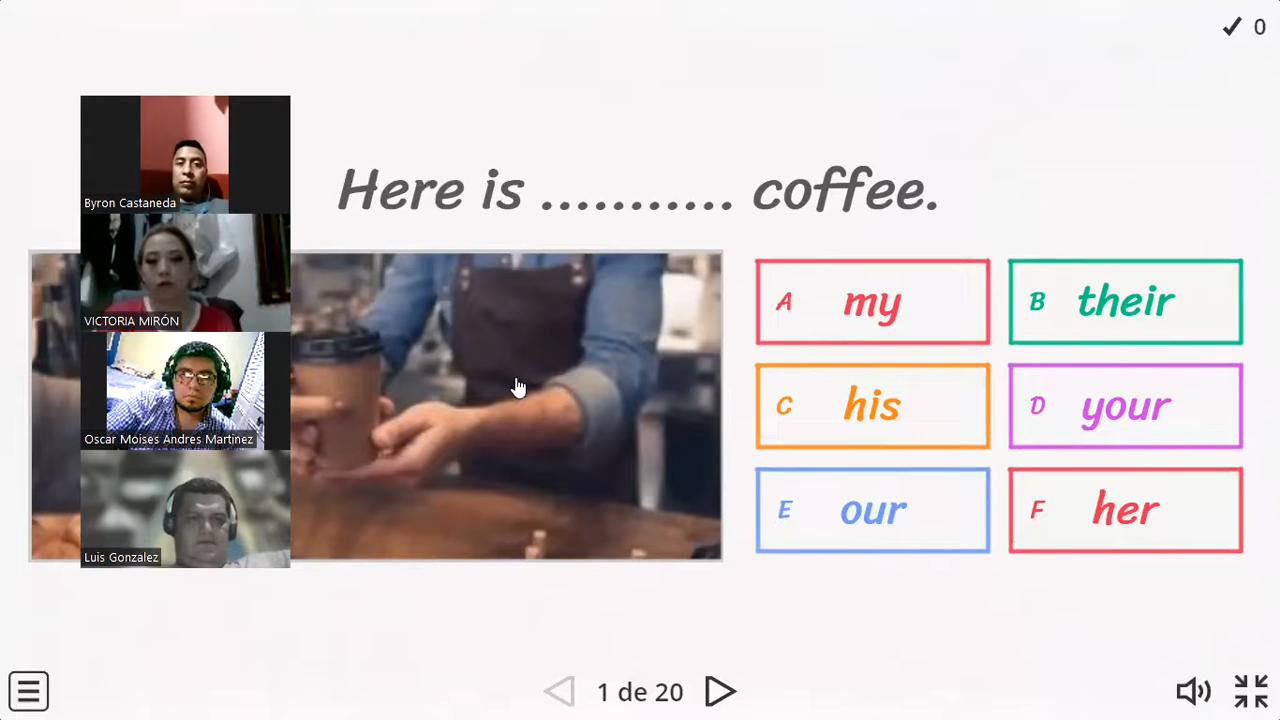 ✓ 0
Here is ........... coffee.
Byron Castaneda
VICTORIA MIRÓN
Oscar Moises Andres Martinez
Luis Gonzalez
A my
B their
C his
D your
E our
F her
1 de 20